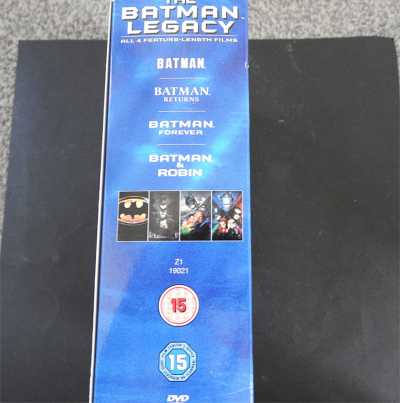 THE
BATMAN
LEGACY
ALL 4 FEATURE-LENGTH FILMS
BATMAN
BATMAN
RETURNS
BATMAN
FOREVER
BATMAN
&
ROBIN
Z1
19021
15
15
DVD